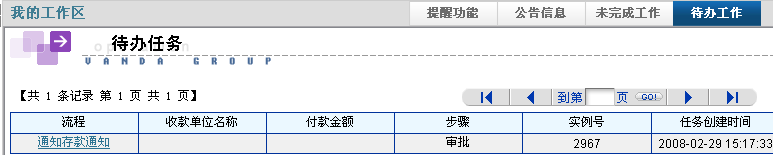 我的工作区 提醒功能 公告信息 未完成工作 待办工作
待办任务
VANDA GROUP
【共 1 条记录 第 1 页 共 1 页】 到第 页 GO!
流程 收款单位名称 付款金额 步骤 实例号 任务创建时间
通知存款通知 审批 2967 2008-02-29 15:17:33